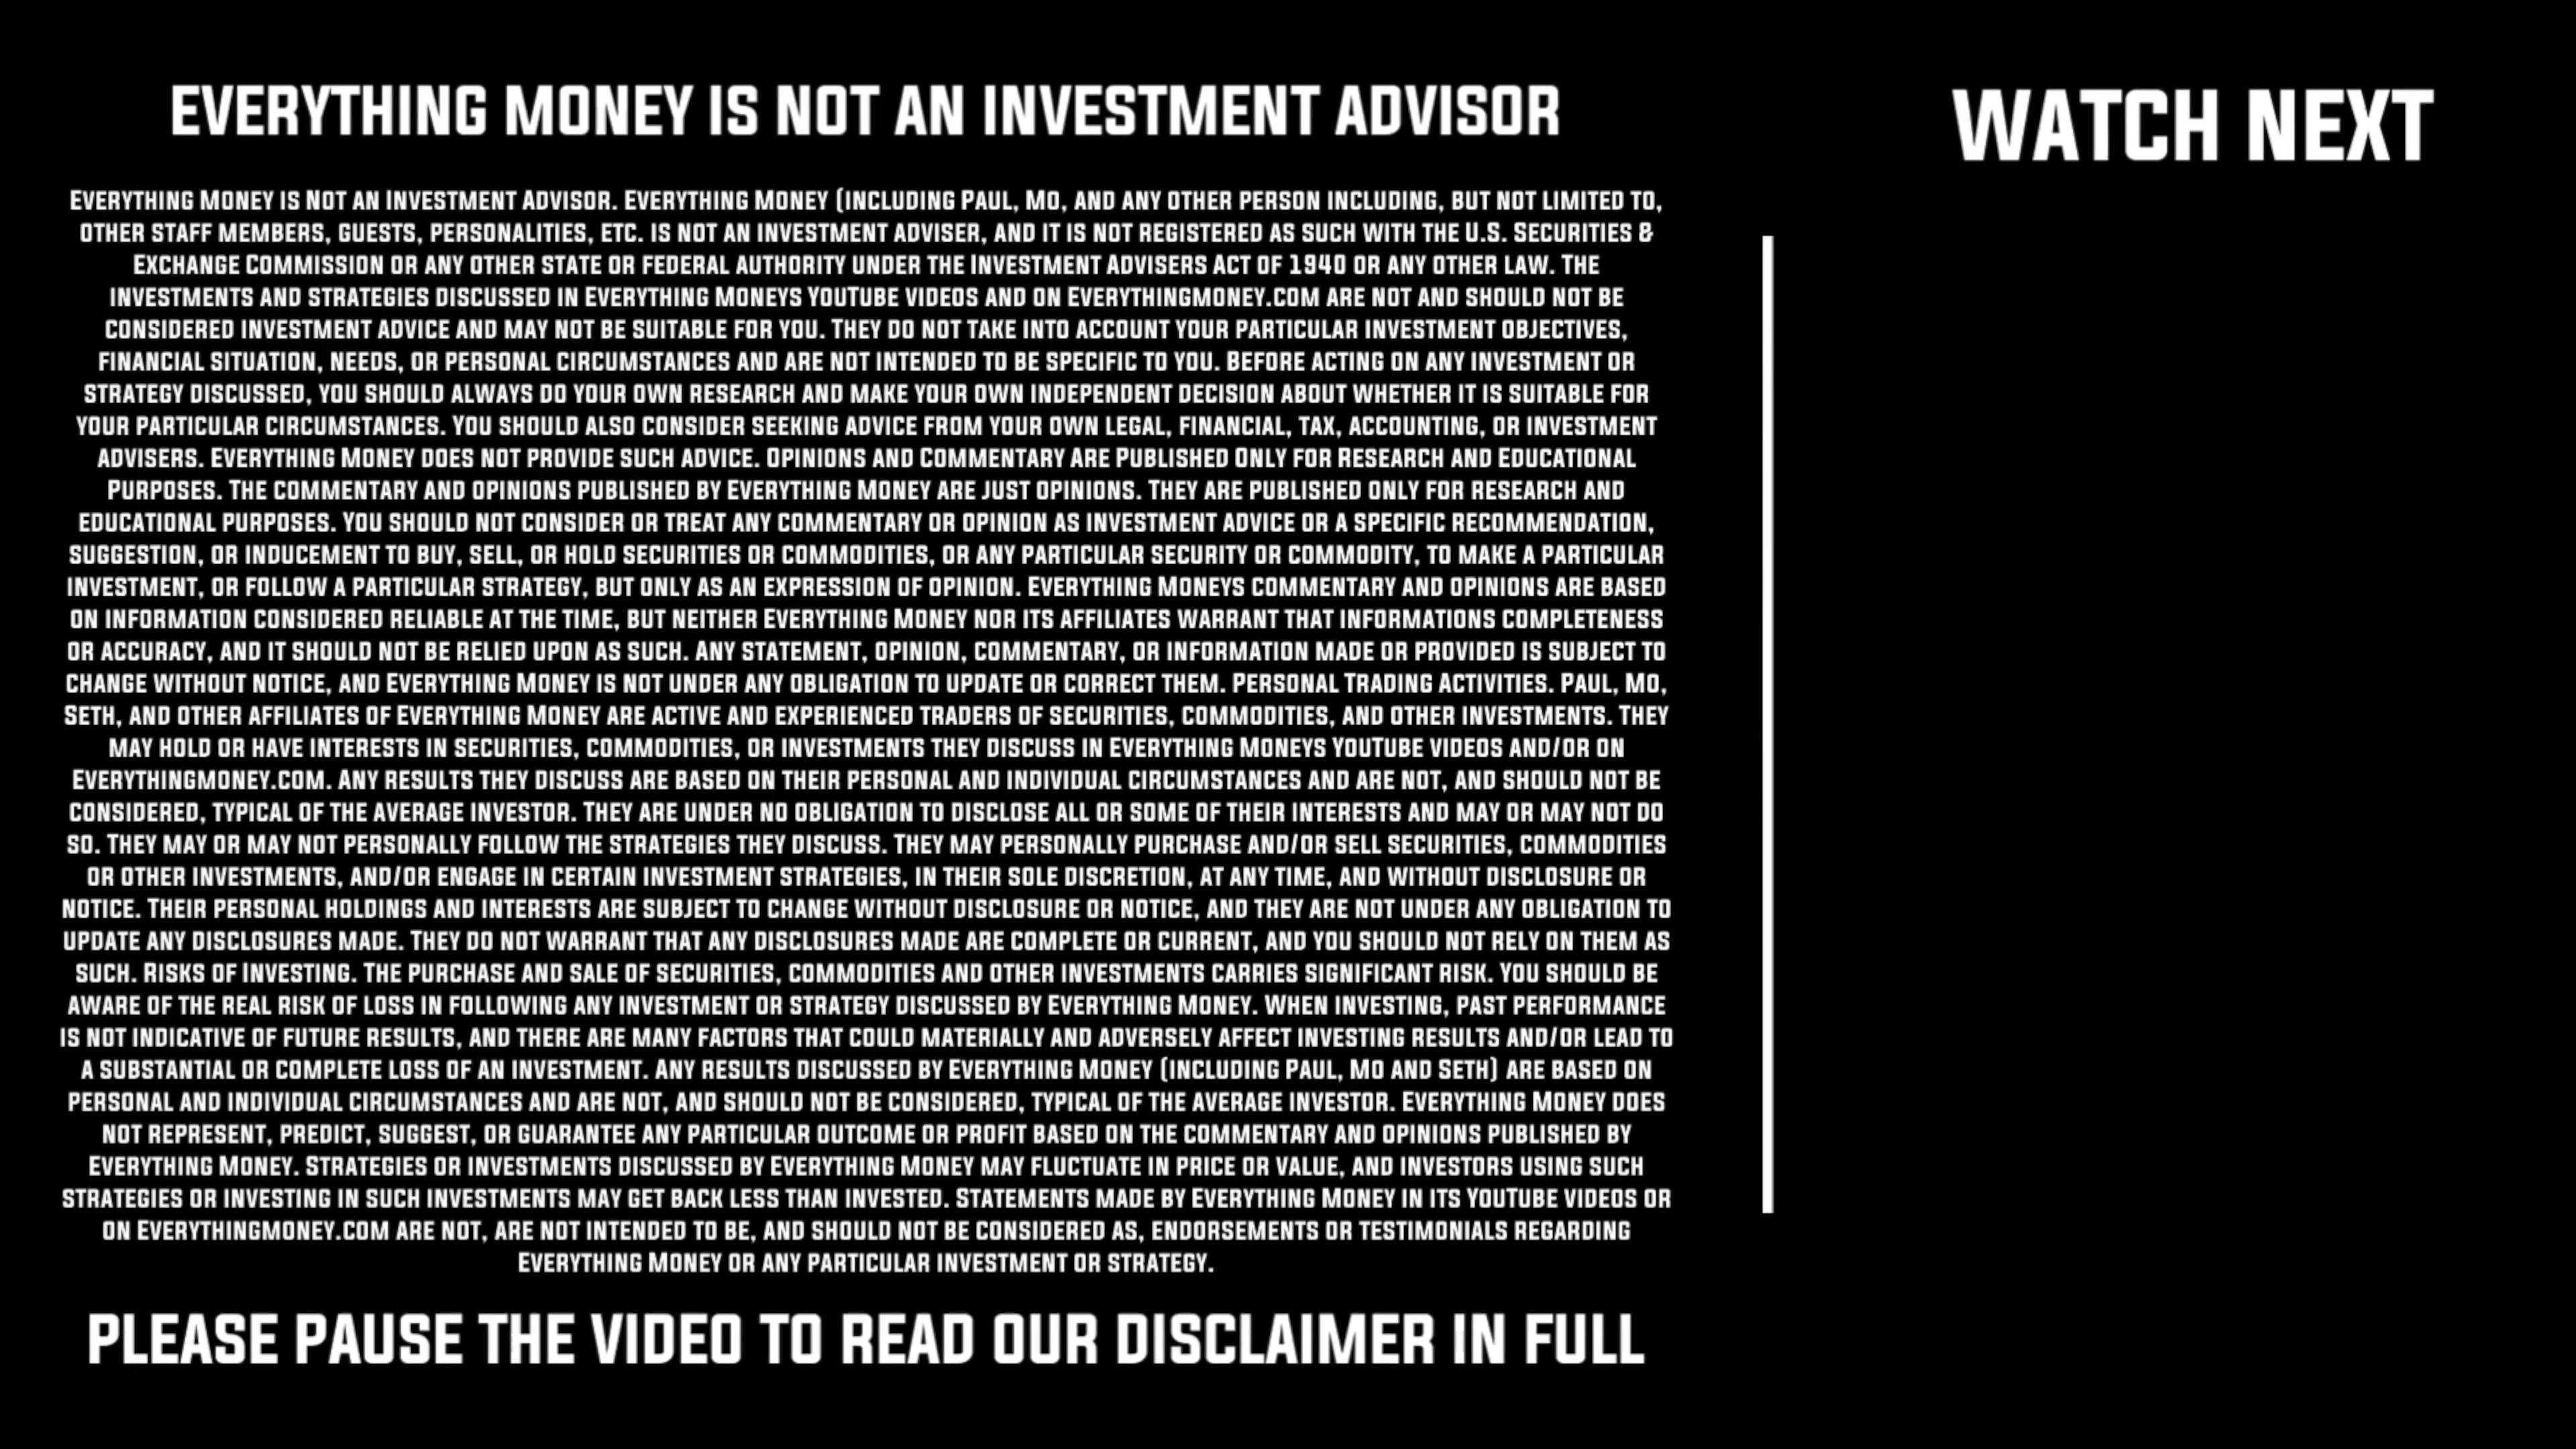 EVERYTHING MONEY IS NOT AN INVESTMENT ADVISOR
WATCH NEXT
EVERYTHING MONEY IS NOT AN INVESTMENT ADVISOR. EVERYTHING MONEY (INCLUDING PAUL, MO, AND ANY OTHER PERSON INCLUDING, BUT NOT LIMITED TO,
OTHER STAFF MEMBERS, GUESTS, PERSONALITIES, ETC. IS NOT AN INVESTMENT ADVISER, AND IT IS NOT REGISTERED AS SUCH WITH THE U.S. SECURITIES &
EXCHANGE COMMISSION OR ANY OTHER STATE OR FEDERAL AUTHORITY UNDER THE INVESTMENT ADVISERS ACT OF 1940 OR ANY OTHER LAW. THE
INVESTMENTS AND STRATEGIES DISCUSSED IN EVERYTHING MONEYS YOUTUBE VIDEOS AND ON EVERYTHINGMONEY.COM ARE NOT AND SHOULD NOT BE
CONSIDERED INVESTMENT ADVICE AND MAY NOT BE SUITABLE FOR YOU. THEY DO NOT TAKE INTO ACCOUNT YOUR PARTICULAR INVESTMENT OBJECTIVES,
FINANCIAL SITUATION, NEEDS, OR PERSONAL CIRCUMSTANCES AND ARE NOT INTENDED TO BE SPECIFIC TO YOU. BEFORE ACTING ON ANY INVESTMENT OR
STRATEGY DISCUSSED, YOU SHOULD ALWAYS DO YOUR OWN RESEARCH AND MAKE YOUR OWN INDEPENDENT DECISION ABOUT WHETHER IT IS SUITABLE FOR
YOUR PARTICULAR CIRCUMSTANCES. YOU SHOULD ALSO CONSIDER SEEKING ADVICE FROM YOUR OWN LEGAL, FINANCIAL, TAX, ACCOUNTING, OR INVESTMENT
ADVISERS. EVERYTHING MONEY DOES NOT PROVIDE SUCH ADVICE. OPINIONS AND COMMENTARY ARE PUBLISHED ONLY FOR RESEARCH AND EDUCATIONAL
PURPOSES. THE COMMENTARY AND OPINIONS PUBLISHED BY EVERYTHING MONEY ARE JUST OPINIONS. THEY ARE PUBLISHED ONLY FOR RESEARCH AND
EDUCATIONAL PURPOSES. YOU SHOULD NOT CONSIDER OR TREAT ANY COMMENTARY OR OPINION AS INVESTMENT ADVICE OR A SPECIFIC RECOMMENDATION,
SUGGESTION, OR INDUCEMENT TO BUY, SELL, OR HOLD SECURITIES OR COMMODITIES, OR ANY PARTICULAR SECURITY OR COMMODITY, TO MAKE A PARTICULAR
INVESTMENT, OR FOLLOW A PARTICULAR STRATEGY, BUT ONLY AS AN EXPRESSION OF OPINION. EVERYTHING MONEYS COMMENTARY AND OPINIONS ARE BASED
ON INFORMATION CONSIDERED RELIABLE AT THE TIME, BUT NEITHER EVERYTHING MONEY NOR ITS AFFILIATES WARRANT THAT INFORMATIONS COMPLETENESS
OR ACCURACY, AND IT SHOULD NOT BE RELIED UPON AS SUCH. ANY STATEMENT, OPINION, COMMENTARY, OR INFORMATION MADE OR PROVIDED IS SUBJECT TO
CHANGE WITHOUT NOTICE, AND EVERYTHING MONEY IS NOT UNDER ANY OBLIGATION TO UPDATE OR CORRECT THEM. PERSONAL TRADING ACTIVITIES. PAUL, MO,
SETH, AND OTHER AFFILIATES OF EVERYTHING MONEY ARE ACTIVE AND EXPERIENCED TRADERS OF SECURITIES, COMMODITIES, AND OTHER INVESTMENTS. THEY
MAY HOLD OR HAVE INTERESTS IN SECURITIES, COMMODITIES, OR INVESTMENTS THEY DISCUSS IN EVERYTHING MONEYS YOUTUBE VIDEOS AND/OR ON
EVERYTHINGMONEY.COM. ANY RESULTS THEY DISCUSS ARE BASED ON THEIR PERSONAL AND INDIVIDUAL CIRCUMSTANCES AND ARE NOT, AND SHOULD NOT BE
CONSIDERED, TYPICAL OF THE AVERAGE INVESTOR. THEY ARE UNDER NO OBLIGATION TO DISCLOSE ALL OR SOME OF THEIR INTERESTS AND MAY OR MAY NOT DO
SO. THEY MAY OR MAY NOT PERSONALLY FOLLOW THE STRATEGIES THEY DISCUSS. THEY MAY PERSONALLY PURCHASE AND/OR SELL SECURITIES, COMMODITIES
OR OTHER INVESTMENTS, AND/OR ENGAGE IN CERTAIN INVESTMENT STRATEGIES, IN THEIR SOLE DISCRETION, AT ANY TIME, AND WITHOUT DISCLOSURE OR
NOTICE. THEIR PERSONAL HOLDINGS AND INTERESTS ARE SUBJECT TO CHANGE WITHOUT DISCLOSURE OR NOTICE, AND THEY ARE NOT UNDER ANY OBLIGATION TO
UPDATE ANY DISCLOSURES MADE. THEY DO NOT WARRANT THAT ANY DISCLOSURES MADE ARE COMPLETE OR CURRENT, AND YOU SHOULD NOT RELY ON THEM AS
SUCH. RISKS OF INVESTING. THE PURCHASE AND SALE OF SECURITIES, COMMODITIES AND OTHER INVESTMENTS CARRIES SIGNIFICANT RISK. YOU SHOULD BE
AWARE OF THE REAL RISK OF LOSS IN FOLLOWING ANY INVESTMENT OR STRATEGY DISCUSSED BY EVERYTHING MONEY. WHEN INVESTING, PAST PERFORMANCE
IS NOT INDICATIVE OF FUTURE RESULTS, AND THERE ARE MANY FACTORS THAT COULD MATERIALLY AND ADVERSELY AFFECT INVESTING RESULTS AND/OR LEAD TO
A SUBSTANTIAL OR COMPLETE LOSS OF AN INVESTMENT. ANY RESULTS DISCUSSED BY EVERYTHING MONEY (INCLUDING PAUL, MO AND SETH) ARE BASED ON
PERSONAL AND INDIVIDUAL CIRCUMSTANCES AND ARE NOT, AND SHOULD NOT BE CONSIDERED, TYPICAL OF THE AVERAGE INVESTOR. EVERYTHING MONEY DOES
NOT REPRESENT, PREDICT, SUGGEST, OR GUARANTEE ANY PARTICULAR OUTCOME OR PROFIT BASED ON THE COMMENTARY AND OPINIONS PUBLISHED BY
EVERYTHING MONEY. STRATEGIES OR INVESTMENTS DISCUSSED BY EVERYTHING MONEY MAY FLUCTUATE IN PRICE OR VALUE, AND INVESTORS USING SUCH
STRATEGIES OR INVESTING IN SUCH INVESTMENTS MAY GET BACK LESS THAN INVESTED. STATEMENTS MADE BY EVERYTHING MONEY IN ITS YOUTUBE VIDEOS OR
ON EVERYTHINGMONEY.COM ARE NOT, ARE NOT INTENDED TO BE, AND SHOULD NOT BE CONSIDERED AS, ENDORSEMENTS OR TESTIMONIALS REGARDING
EVERYTHING MONEY OR ANY PARTICULAR INVESTMENT OR STRATEGY.
PLEASE PAUSE THE VIDEO TO READ OUR DISCLAIMER IN FULL